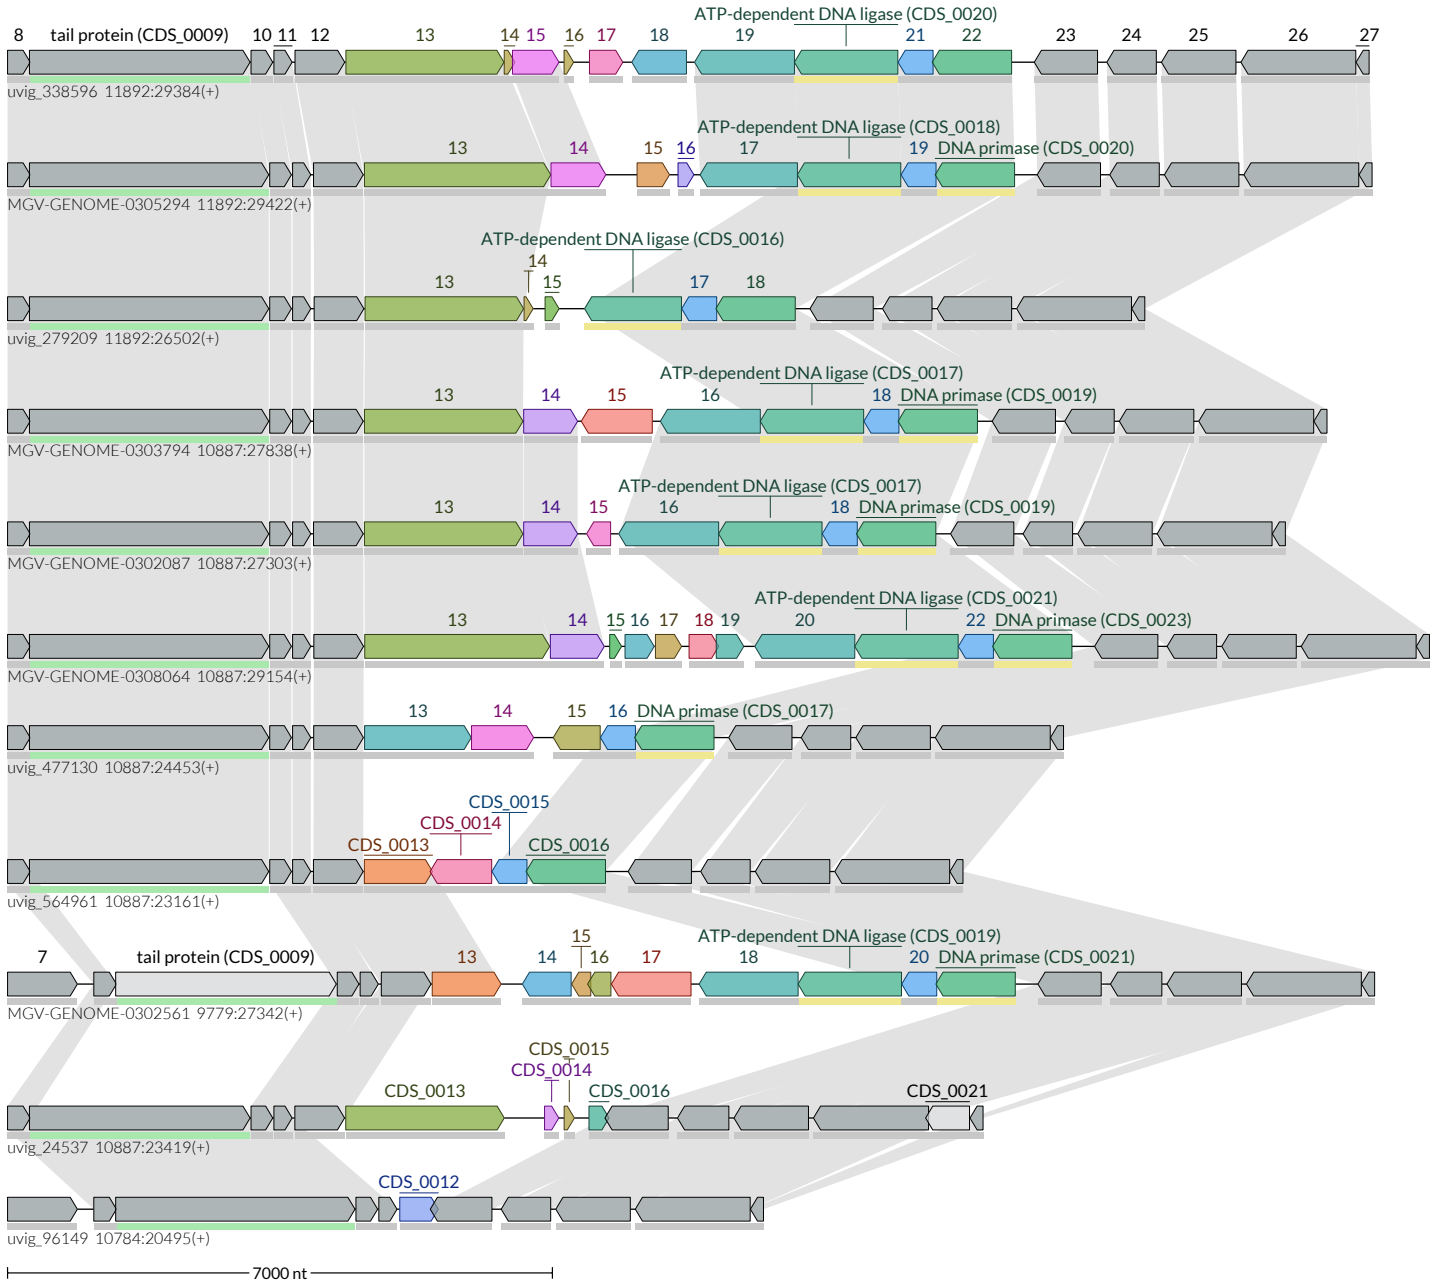 ATP-dependent DNA ligase (CDS_0020)
8 tail protein (CDS_0009) 10 11 12 13 14 15 16 17 18 19 21 22 23 24 25 26 27
uvig_338596 11892:29384(+)
ATP-dependent DNA ligase (CDS_0018)
13 14 15 16 17 19 DNA primase (CDS_0020)
MGV-GENOME-0305294 11892:29422(+)
ATP-dependent DNA ligase (CDS_0016)
14
13 15 17 18
uvig_279209 11892:26502(+)
ATP-dependent DNA ligase (CDS_0017)
13 14 15 16 18 DNA primase (CDS_0019)
MGV-GENOME-0303794 10887:27838(+)
ATP-dependent DNA ligase (CDS_0017)
13 14 15 16 18 DNA primase (CDS_0019)
MGV-GENOME-0302087 10887:27303(+)
ATP-dependent DNA ligase (CDS_0021)
13 14 15 16 17 18 19 20 22 DNA primase (CDS_0023)
MGV-GENOME-0308064 10887:29154(+)
13 14 15 16 DNA primase (CDS_0017)
uvig_477130 10887:24453(+)
CDS_0015
CDS_0014
CDS_0013 CDS_0016
uvig_564961 10887:23161(+)
15 ATP-dependent DNA ligase (CDS_0019)
7 tail protein (CDS_0009) 13 14 16 17 18 20 DNA primase (CDS_0021)
MGV-GENOME-0302561 9779:27342(+)
CDS_0015
CDS_0014
CDS_0013 CDS_0016 CDS_0021
uvig_24537 10887:23419(+)
CDS_0012
uvig_96149 10784:20495(+)
7000 nt